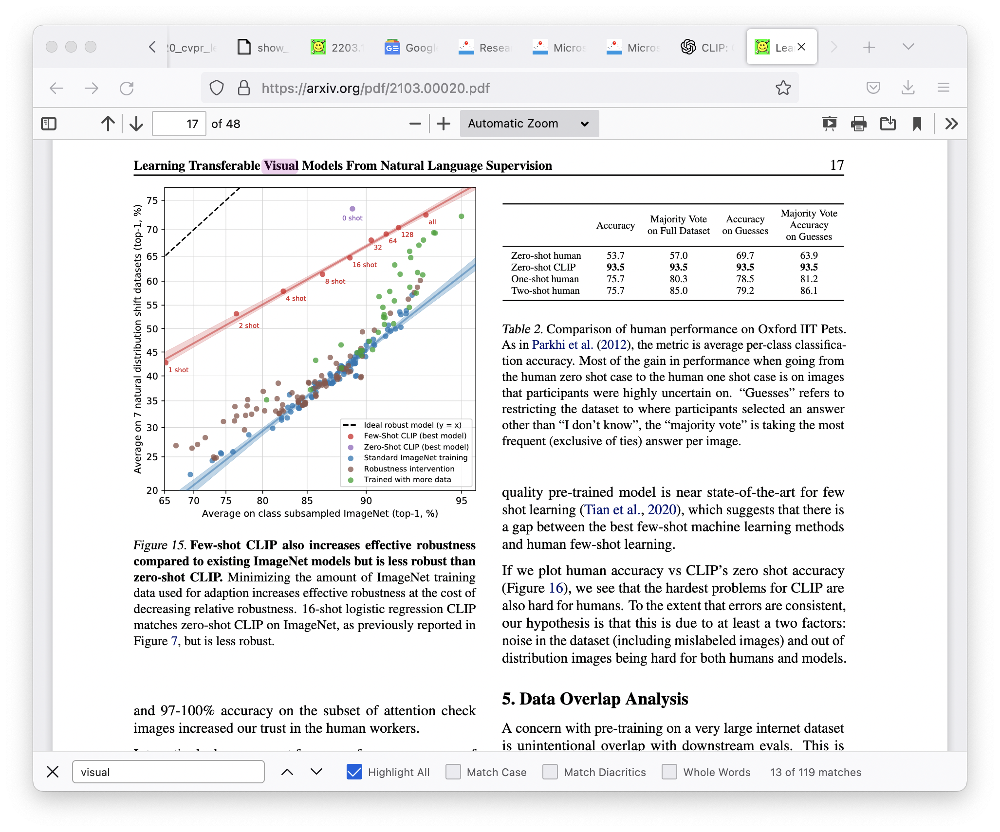 20_cvpr_le
show_
2203.1
Google
Resea
Micros
Micros
CLIP:
Lea
https://arxiv.org/pdf/2103.00020.pdf
17 of 48
Automatic Zoom
Learning Transferable Visual Models From Natural Language Supervision 17
Average on 7 natural distribution shift datasets (top-1, %)
75
70
65
60
55
50
45
40
35
30
25
20
0 shot
all
128
64
32
16 shot
8 shot
4 shot
2 shot
1 shot
Ideal robust model (y = x)
Few-Shot CLIP (best model)
Zero-Shot CLIP (best model)
Standard ImageNet training
Robustness intervention
Trained with more data
65 70 75 80 85 90 95
Average on class subsampled ImageNet (top-1, %)
Figure 15. Few-shot CLIP also increases effective robustness
compared to existing ImageNet models but is less robust than
zero-shot CLIP. Minimizing the amount of ImageNet training
data used for adaption increases effective robustness at the cost of
decreasing relative robustness. 16-shot logistic regression CLIP
matches zero-shot CLIP on ImageNet, as previously reported in
Figure 7, but is less robust.
and 97-100% accuracy on the subset of attention check
images increased our trust in the human workers.
Accuracy
Majority Vote
on Full Dataset
Accuracy
on Guesses
Majority Vote
Accuracy
on Guesses
Zero-shot human 53.7 57.0 69.7 63.9
Zero-shot CLIP 93.5 93.5 93.5 93.5
One-shot human 75.7 80.3 78.5 81.2
Two-shot human 75.7 85.0 79.2 86.1
Table 2. Comparison of human performance on Oxford IIT Pets.
As in Parkhi et al. (2012), the metric is average per-class classifica-
tion accuracy. Most of the gain in performance when going from
the human zero shot case to the human one shot case is on images
that participants were highly uncertain on. “Guesses” refers to
restricting the dataset to where participants selected an answer
other than “I don’t know”, the “majority vote” is taking the most
frequent (exclusive of ties) answer per image.
quality pre-trained model is near state-of-the-art for few
shot learning (Tian et al., 2020), which suggests that there is
a gap between the best few-shot machine learning methods
and human few-shot learning.
If we plot human accuracy vs CLIP’s zero shot accuracy
(Figure 16), we see that the hardest problems for CLIP are
also hard for humans. To the extent that errors are consistent,
our hypothesis is that this is due to at least a two factors:
noise in the dataset (including mislabeled images) and out of
distribution images being hard for both humans and models.
5. Data Overlap Analysis
A concern with pre-training on a very large internet dataset
is unintentional overlap with downstream evals. This is
visual
Highlight All
Match Case
Match Diacritics
Whole Words
13 of 119 matches